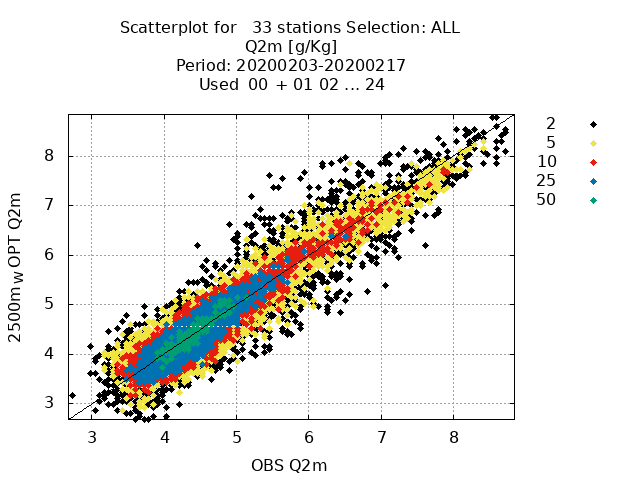 Scatterplot for 33 stations Selection: ALL
Q2m [g/Kg]
Period: 20200203-20200217
Used 00 + 01 02 ... 24
2
5
10
25
50
8
7
6
5
4
3
2500m w OPT Q2m
3 4 5 6 7 8
OBS Q2m